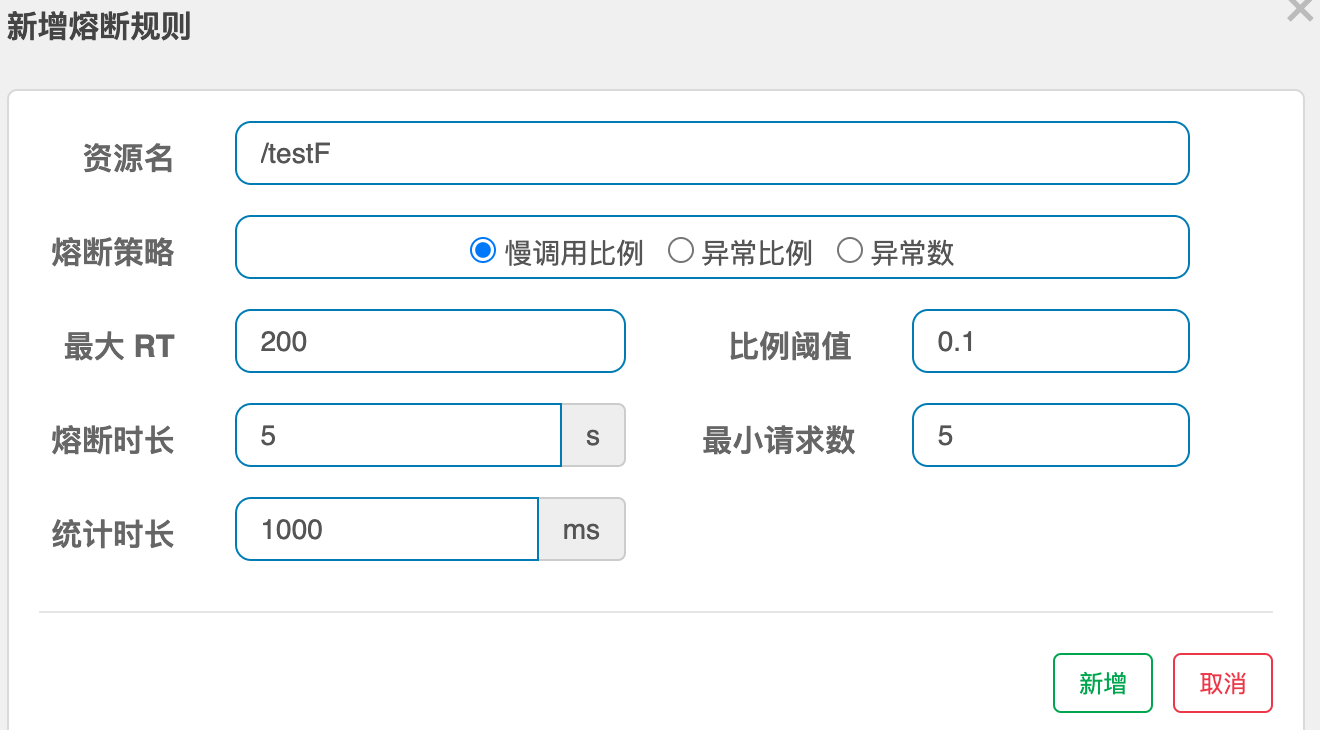 新增熔断规则
资源名 /testF
熔断策略 慢调用比例 异常比例 异常数
最大 RT 200 比例阈值 0.1
熔断时长 5 s 最小请求数 5
统计时长 1000 ms
新增 取消